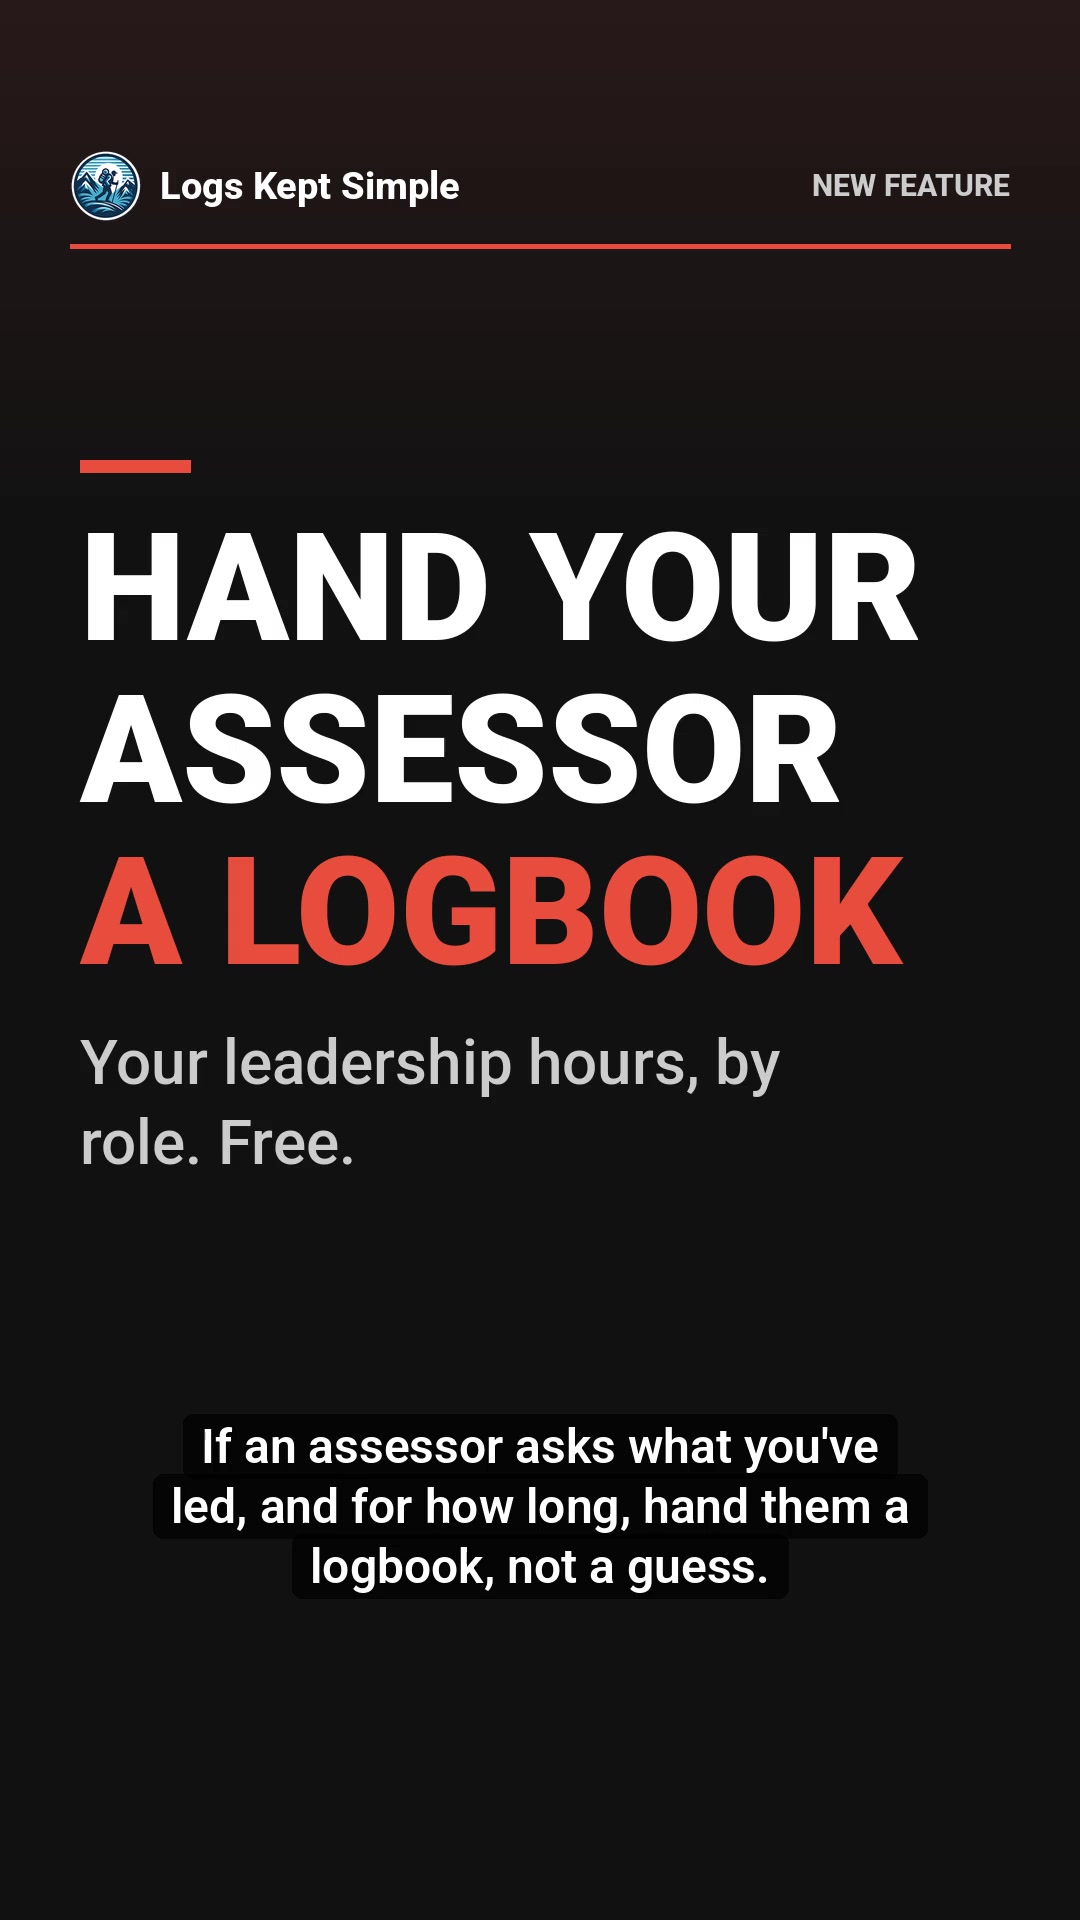 Logs Kept Simple
NEW FEATURE
HAND YOUR
ASSESSOR
A LOGBOOK
Your leadership hours, by
role. Free.
If an assessor asks what you've
led, and for how long, hand them a
logbook, not a guess.